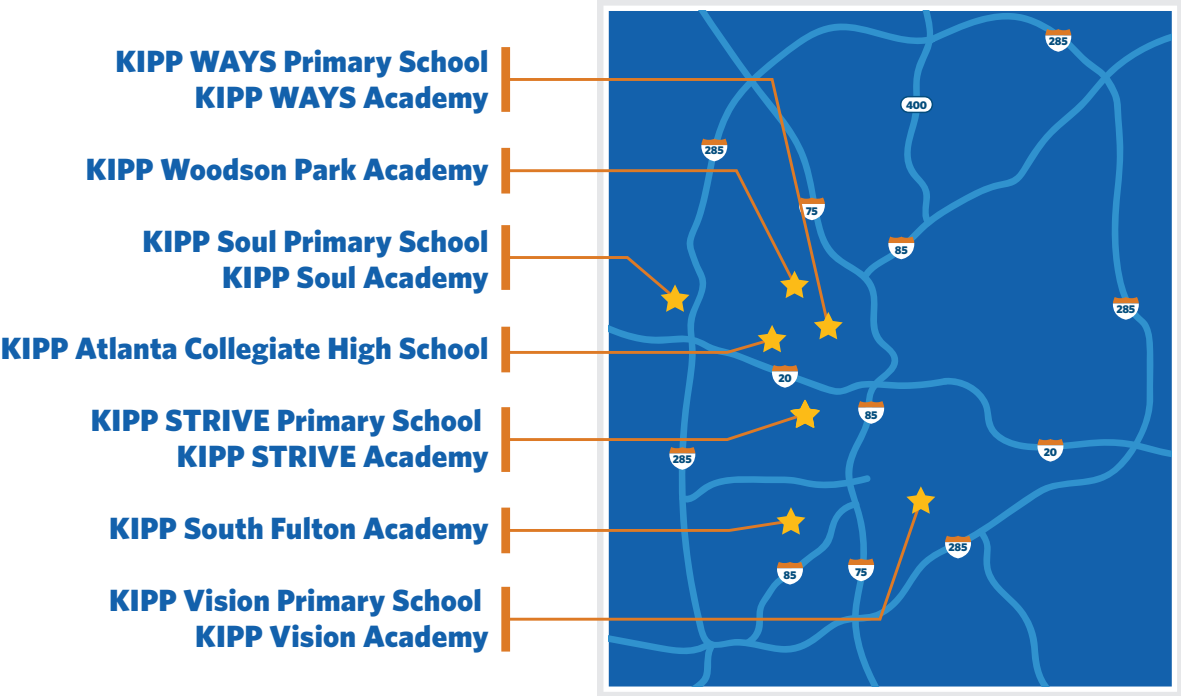 KIPP WAYS Primary School
KIPP WAYS Academy
KIPP Woodson Park Academy
KIPP Soul Primary School
KIPP Soul Academy
KIPP Atlanta Collegiate High School
KIPP STRIVE Primary School
KIPP STRIVE Academy
KIPP South Fulton Academy
KIPP Vision Primary School
KIPP Vision Academy
285
400
285
75
85
285
20
85
20
285
285
85
75